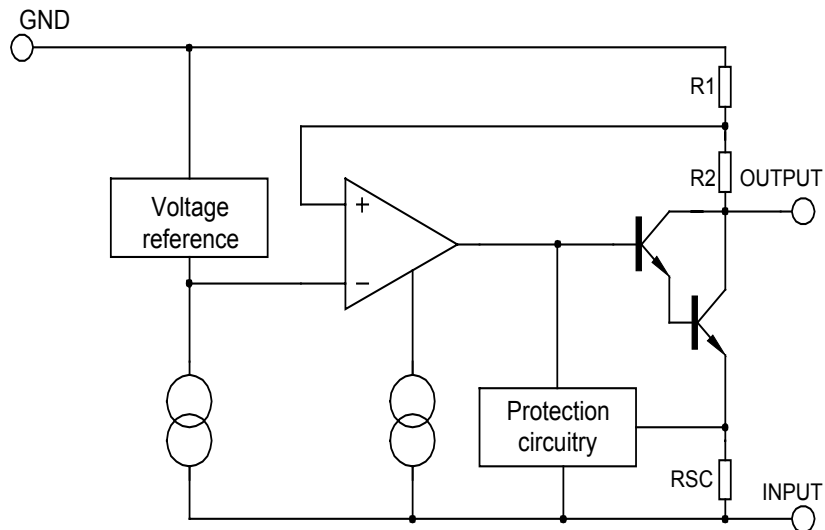 GND
R1
R2
OUTPUT
Voltage
reference
+
−
Protection
circuitry
RSC
INPUT